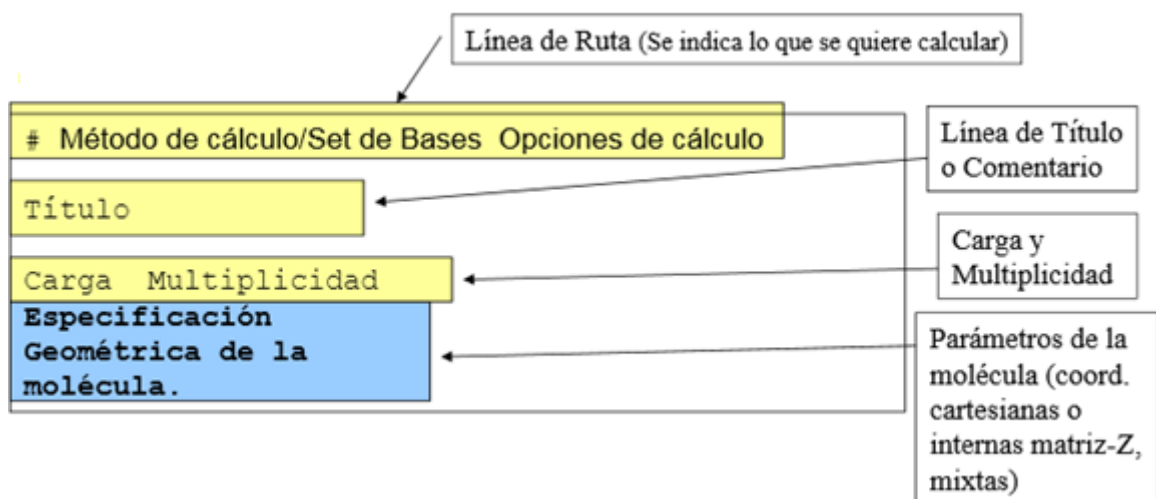 Línea de Ruta (Se indica lo que se quiere calcular)
# Método de cálculo/Set de Bases Opciones de cálculo
Línea de Título
o Comentario
Título
Carga y
Multiplicidad
Carga Multiplicidad
Especificación
Geométrica de la
molécula.
Parámetros de la
molécula (coord.
cartesianas o
internas matriz-Z,
mixtas)